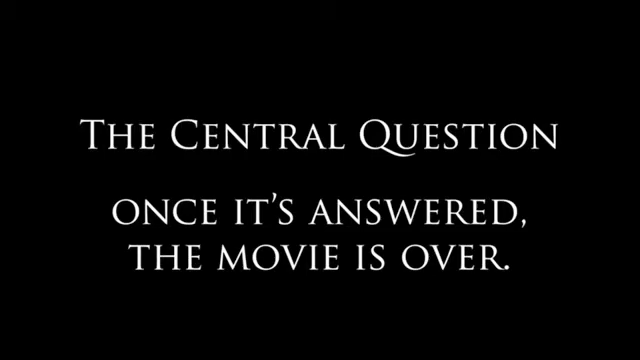 The Central Question
once it's answered,
the movie is over.